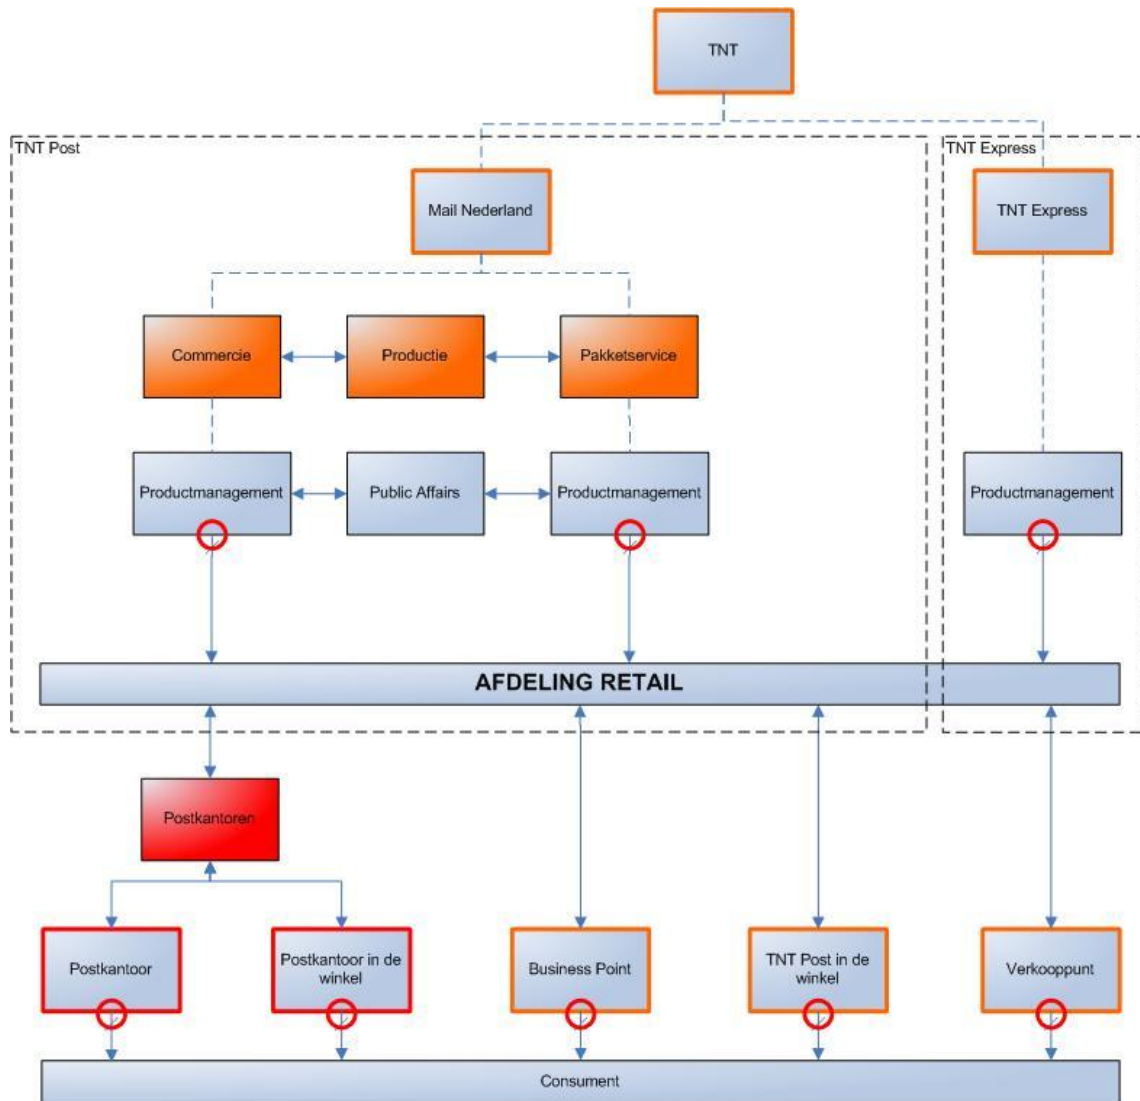 TNT
TNT Post
TNT Express
Mail Nederland
TNT Express
Commercie
Productie
Pakketservice
Productmanagement
Public Affairs
Productmanagement
Productmanagement
AFDELING RETAIL
Postkantoren
Postkantoor
Postkantoor in de
winkel
Business Point
TNT Post in de
winkel
Verkooppunt
Consument